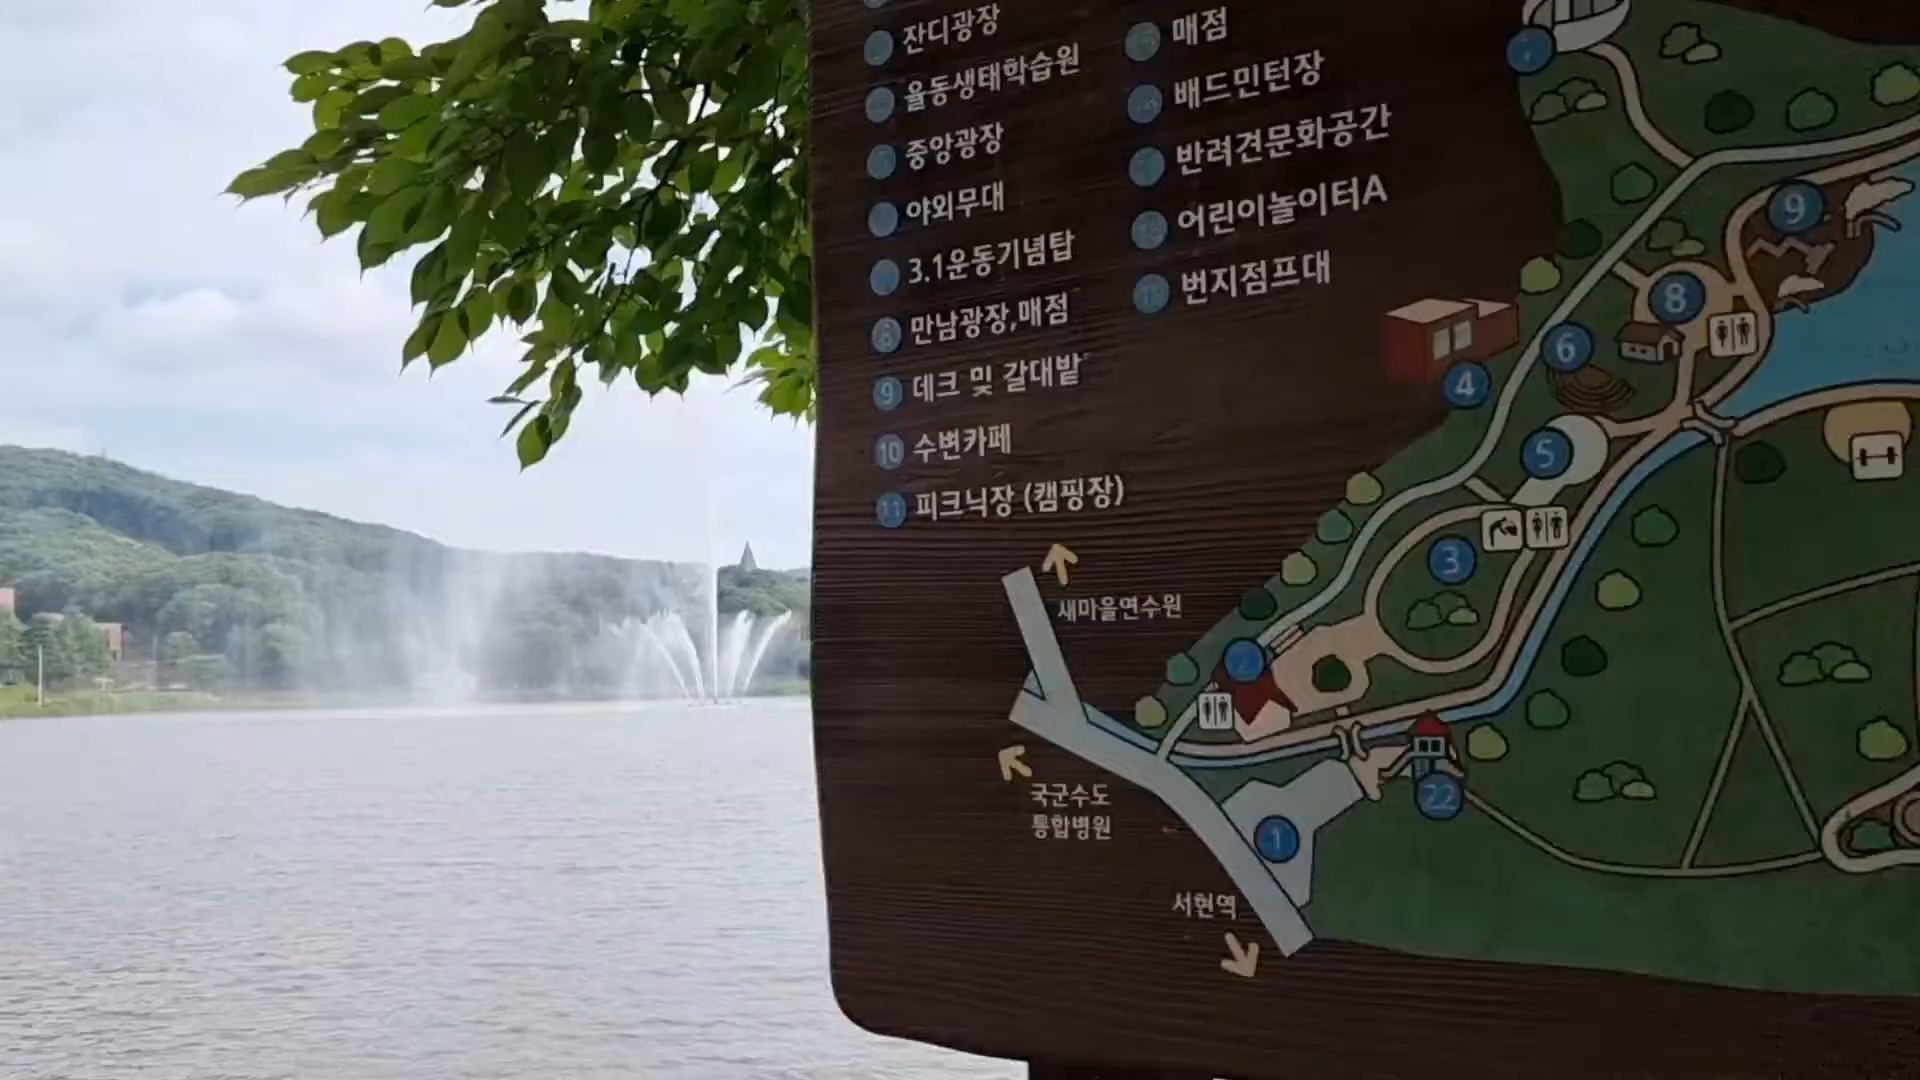 잔디광장
율동생태학습원
중앙광장
야외무대
3.1운동기념탑
8 만남광장,매점
9 데크 및 갈대밭
10 수변카페
11 피크닉장 (캠핑장)
매점
배드민턴장
반려견문화공간
어린이놀이터A
번지점프대
7
9
8
6
4
5
3
2
22
1
새마을연수원
국군수도
통합병원
서현역